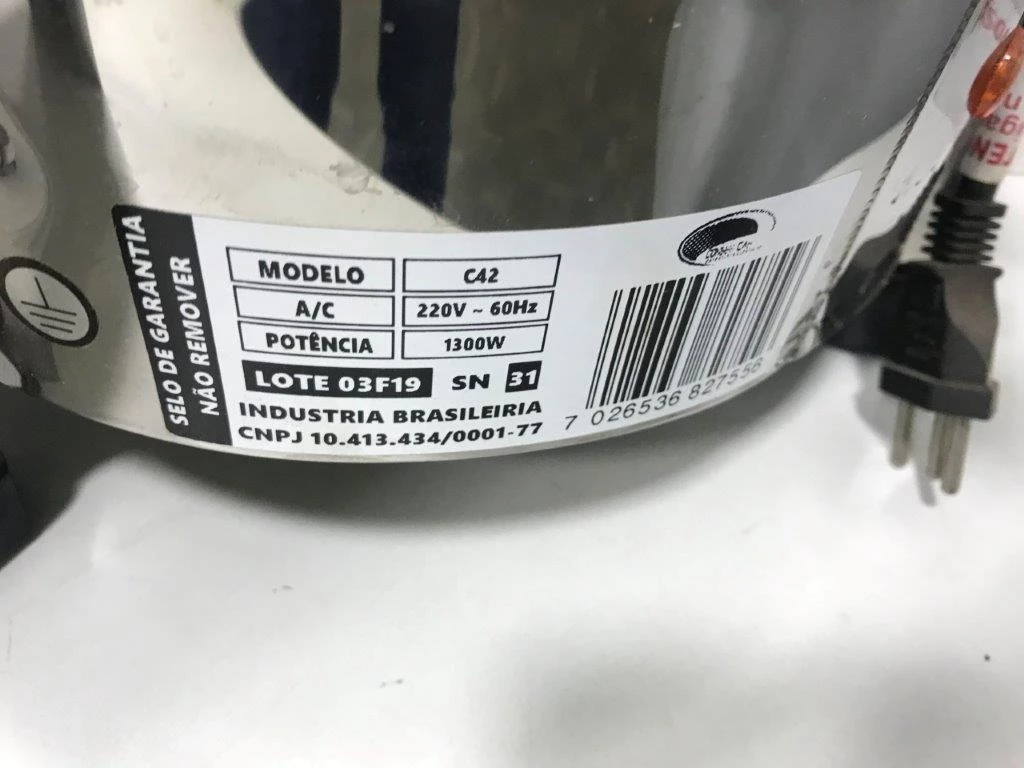 SELO DE GARANTIA
NÃO REMOVER
MODELO C42
A/C 220V ~ 60Hz
POTÊNCIA 1300W
LOTE 03F19 SN 31
INDUSTRIA BRASILEIRIA
CNPJ 10.413.434/0001-77
7 026536 827556